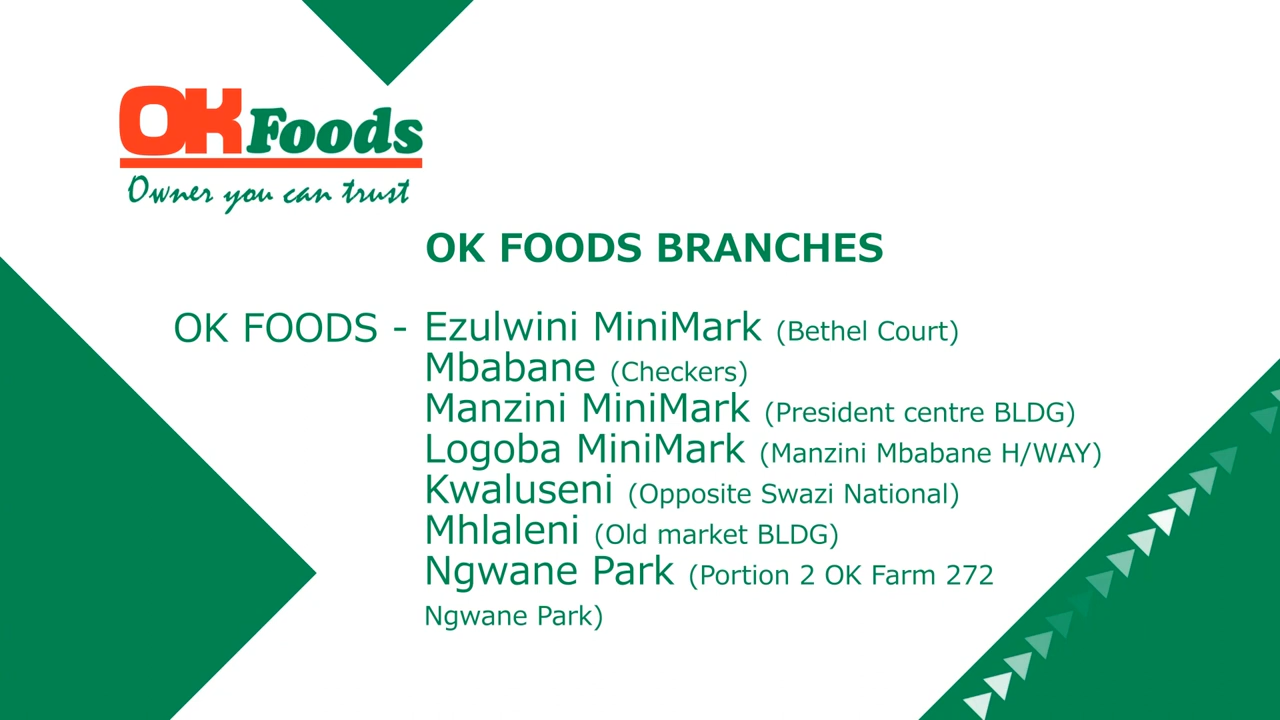 OK Foods
Owner you can trust
OK FOODS BRANCHES
OK FOODS - Ezulwini MiniMark (Bethel Court)
Mbabane (Checkers)
Manzini MiniMark (President centre BLDG)
Logoba MiniMark (Manzini Mbabane H/WAY)
Kwaluseni (Opposite Swazi National)
Mhlaleni (Old market BLDG)
Ngwane Park (Portion 2 OK Farm 272
Ngwane Park)